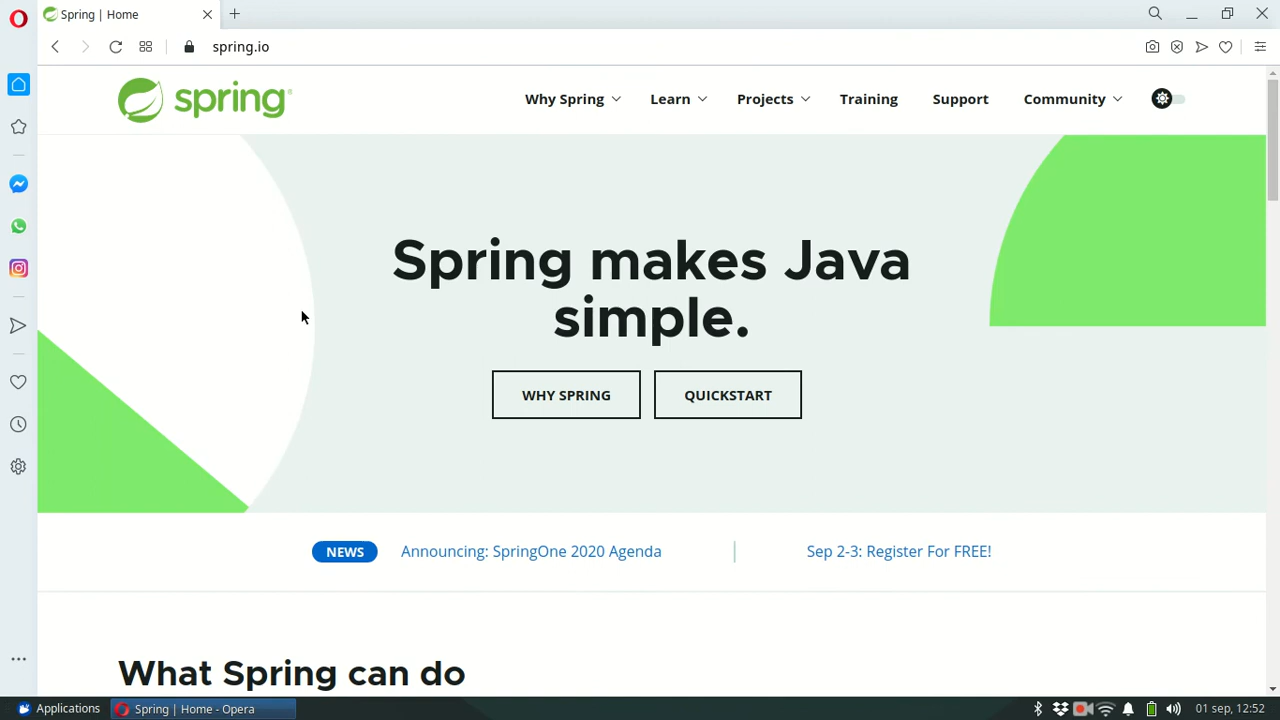 Spring | Home
spring.io
spring
Why Spring
Learn
Projects
Training
Support
Community
Spring makes Java
simple.
WHY SPRING
QUICKSTART
NEWS
Announcing: SpringOne 2020 Agenda
Sep 2-3: Register For FREE!
What Spring can do
Applications
Spring | Home - Opera
01 sep, 12:52